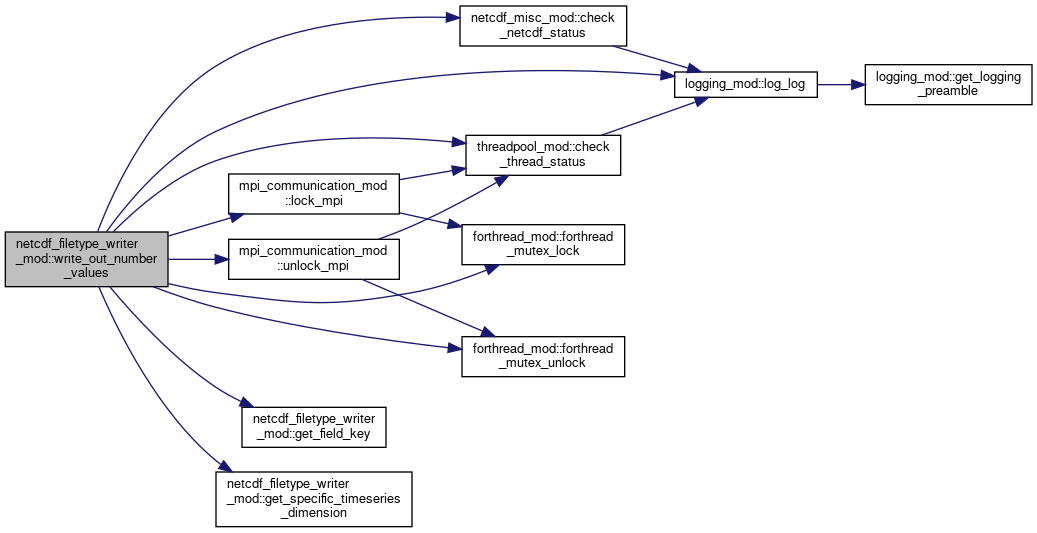 netcdf_misc_mod::check
_netcdf_status
logging_mod::log_log
logging_mod::get_logging
_preamble
threadpool_mod::check
_thread_status
mpi_communication_mod
::lock_mpi
forthread_mod::forthread
_mutex_lock
netcdf_filetype_writer
_mod::write_out_number
_values
mpi_communication_mod
::unlock_mpi
forthread_mod::forthread
_mutex_unlock
netcdf_filetype_writer
_mod::get_field_key
netcdf_filetype_writer
_mod::get_specific_timeseries
_dimension